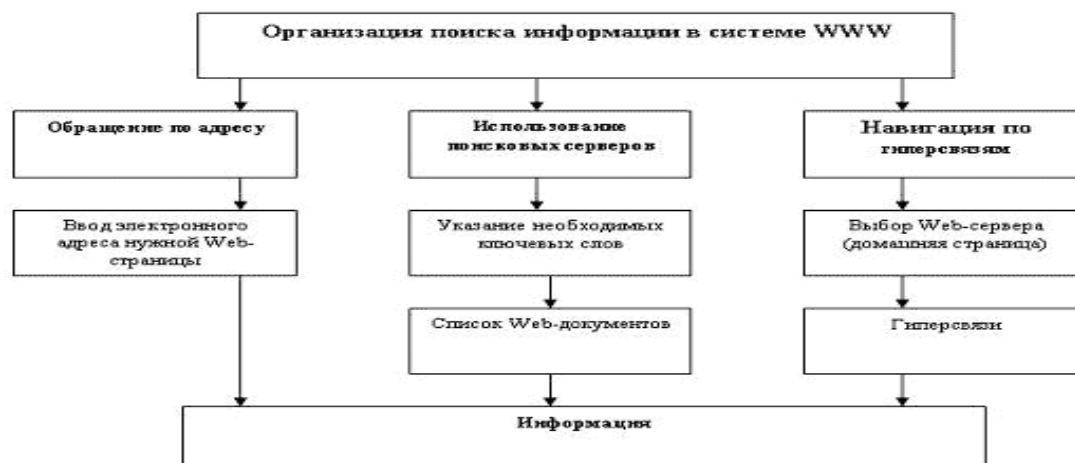 Организация поиска информации в системе WWW
Обращение по адресу
Использование
поисковых серверов
Навигация по
гиперсвязям
Ввод электронного
адреса нужной Web-
страницы
Указание необходимых
ключевых слов
Выбор Web-сервера
(домашняя страница)
Список Web-документов
Гиперсвязи
Информация